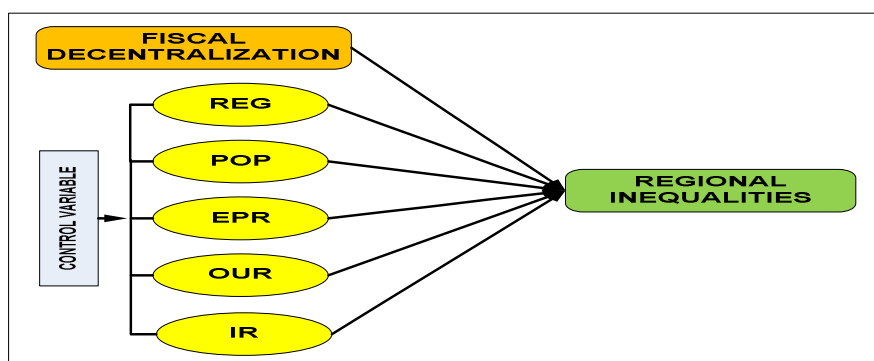 FISCAL
DECENTRALIZATION
REG
POP
EPR
OUR
IR
CONTROL VARIABLE
REGIONAL
INEQUALITIES